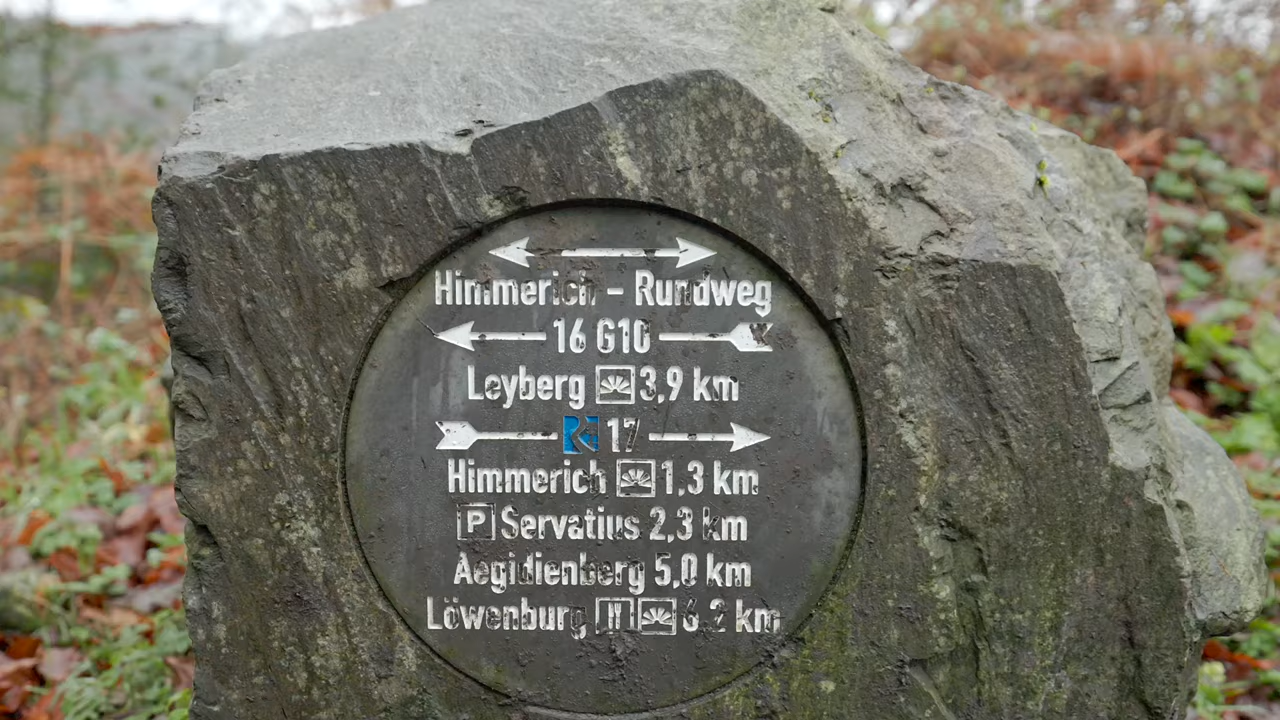 Himmerich - Rundweg
16 G10
Leyberg 3,9 km
17
Himmerich 1,3 km
P Servatius 2,3 km
Aegidienberg 5,0 km
Löwenburg 6,2 km